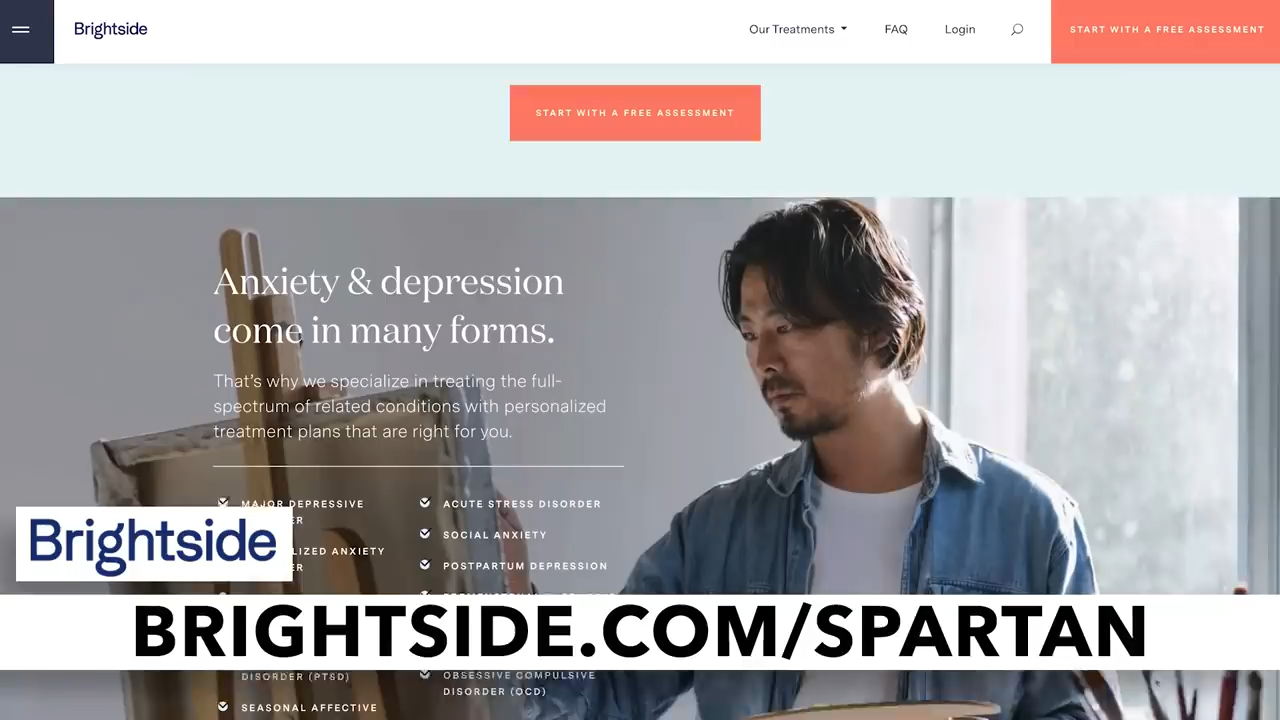 Brightside
Our Treatments
FAQ
Login
START WITH A FREE ASSESSMENT
START WITH A FREE ASSESSMENT
Anxiety & depression
come in many forms.
That's why we specialize in treating the full-
spectrum of related conditions with personalized
treatment plans that are right for you.
MAJOR DEPRESSIVE
ACUTE STRESS DISORDER
SOCIAL ANXIETY
ANXIETY
POSTPARTUM DEPRESSION
Brightside
BRIGHTSIDE.COM/SPARTAN
DISORDER (PTSD)
OBSESSIVE COMPULSIVE
DISORDER (OCD)
SEASONAL AFFECTIVE